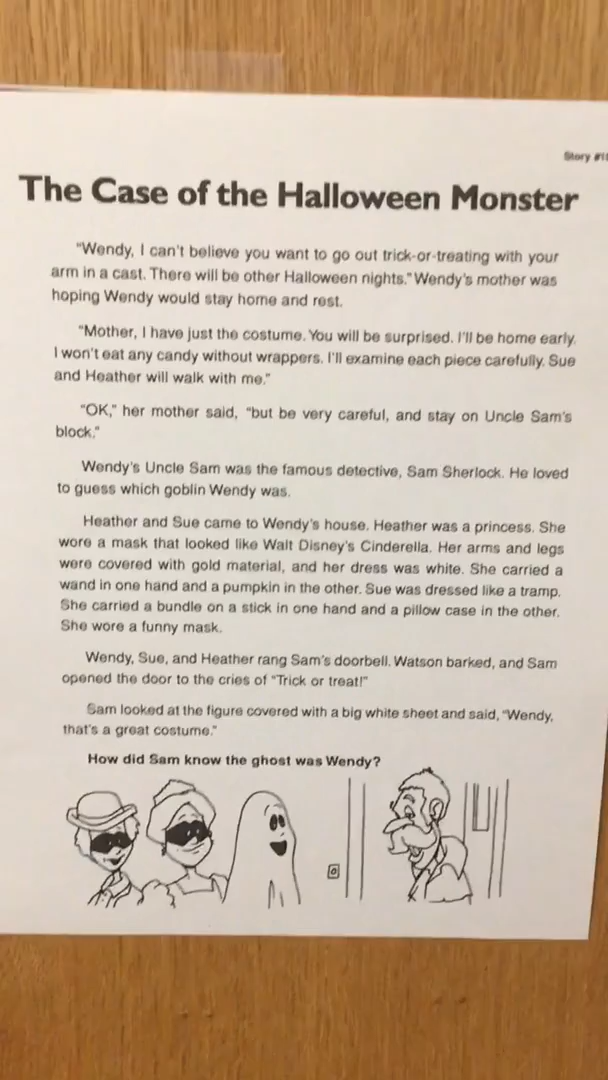 Story #1
The Case of the Halloween Monster
"Wendy, I can't believe you want to go out trick-or-treating with your
arm in a cast. There will be other Halloween nights." Wendy's mother was
hoping Wendy would stay home and rest.
"Mother, I have just the costume. You will be surprised. I'll be home early.
I won't eat any candy without wrappers. I'll examine each piece carefully. Sue
and Heather will walk with me."
"OK," her mother said, "but be very careful, and stay on Uncle Sam's
block."
Wendy's Uncle Sam was the famous detective, Sam Sherlock. He loved
to guess which goblin Wendy was.
Heather and Sue came to Wendy's house. Heather was a princess. She
wore a mask that looked like Walt Disney's Cinderella. Her arms and legs
were covered with gold material, and her dress was white. She carried a
wand in one hand and a pumpkin in the other. Sue was dressed like a tramp.
She carried a bundle on a stick in one hand and a pillow case in the other.
She wore a funny mask.
Wendy, Sue, and Heather rang Sam's doorbell. Watson barked, and Sam
opened the door to the cries of "Trick or treat!"
Sam looked at the figure covered with a big white sheet and said, "Wendy,
that's a great costume."
How did Sam know the ghost was Wendy?